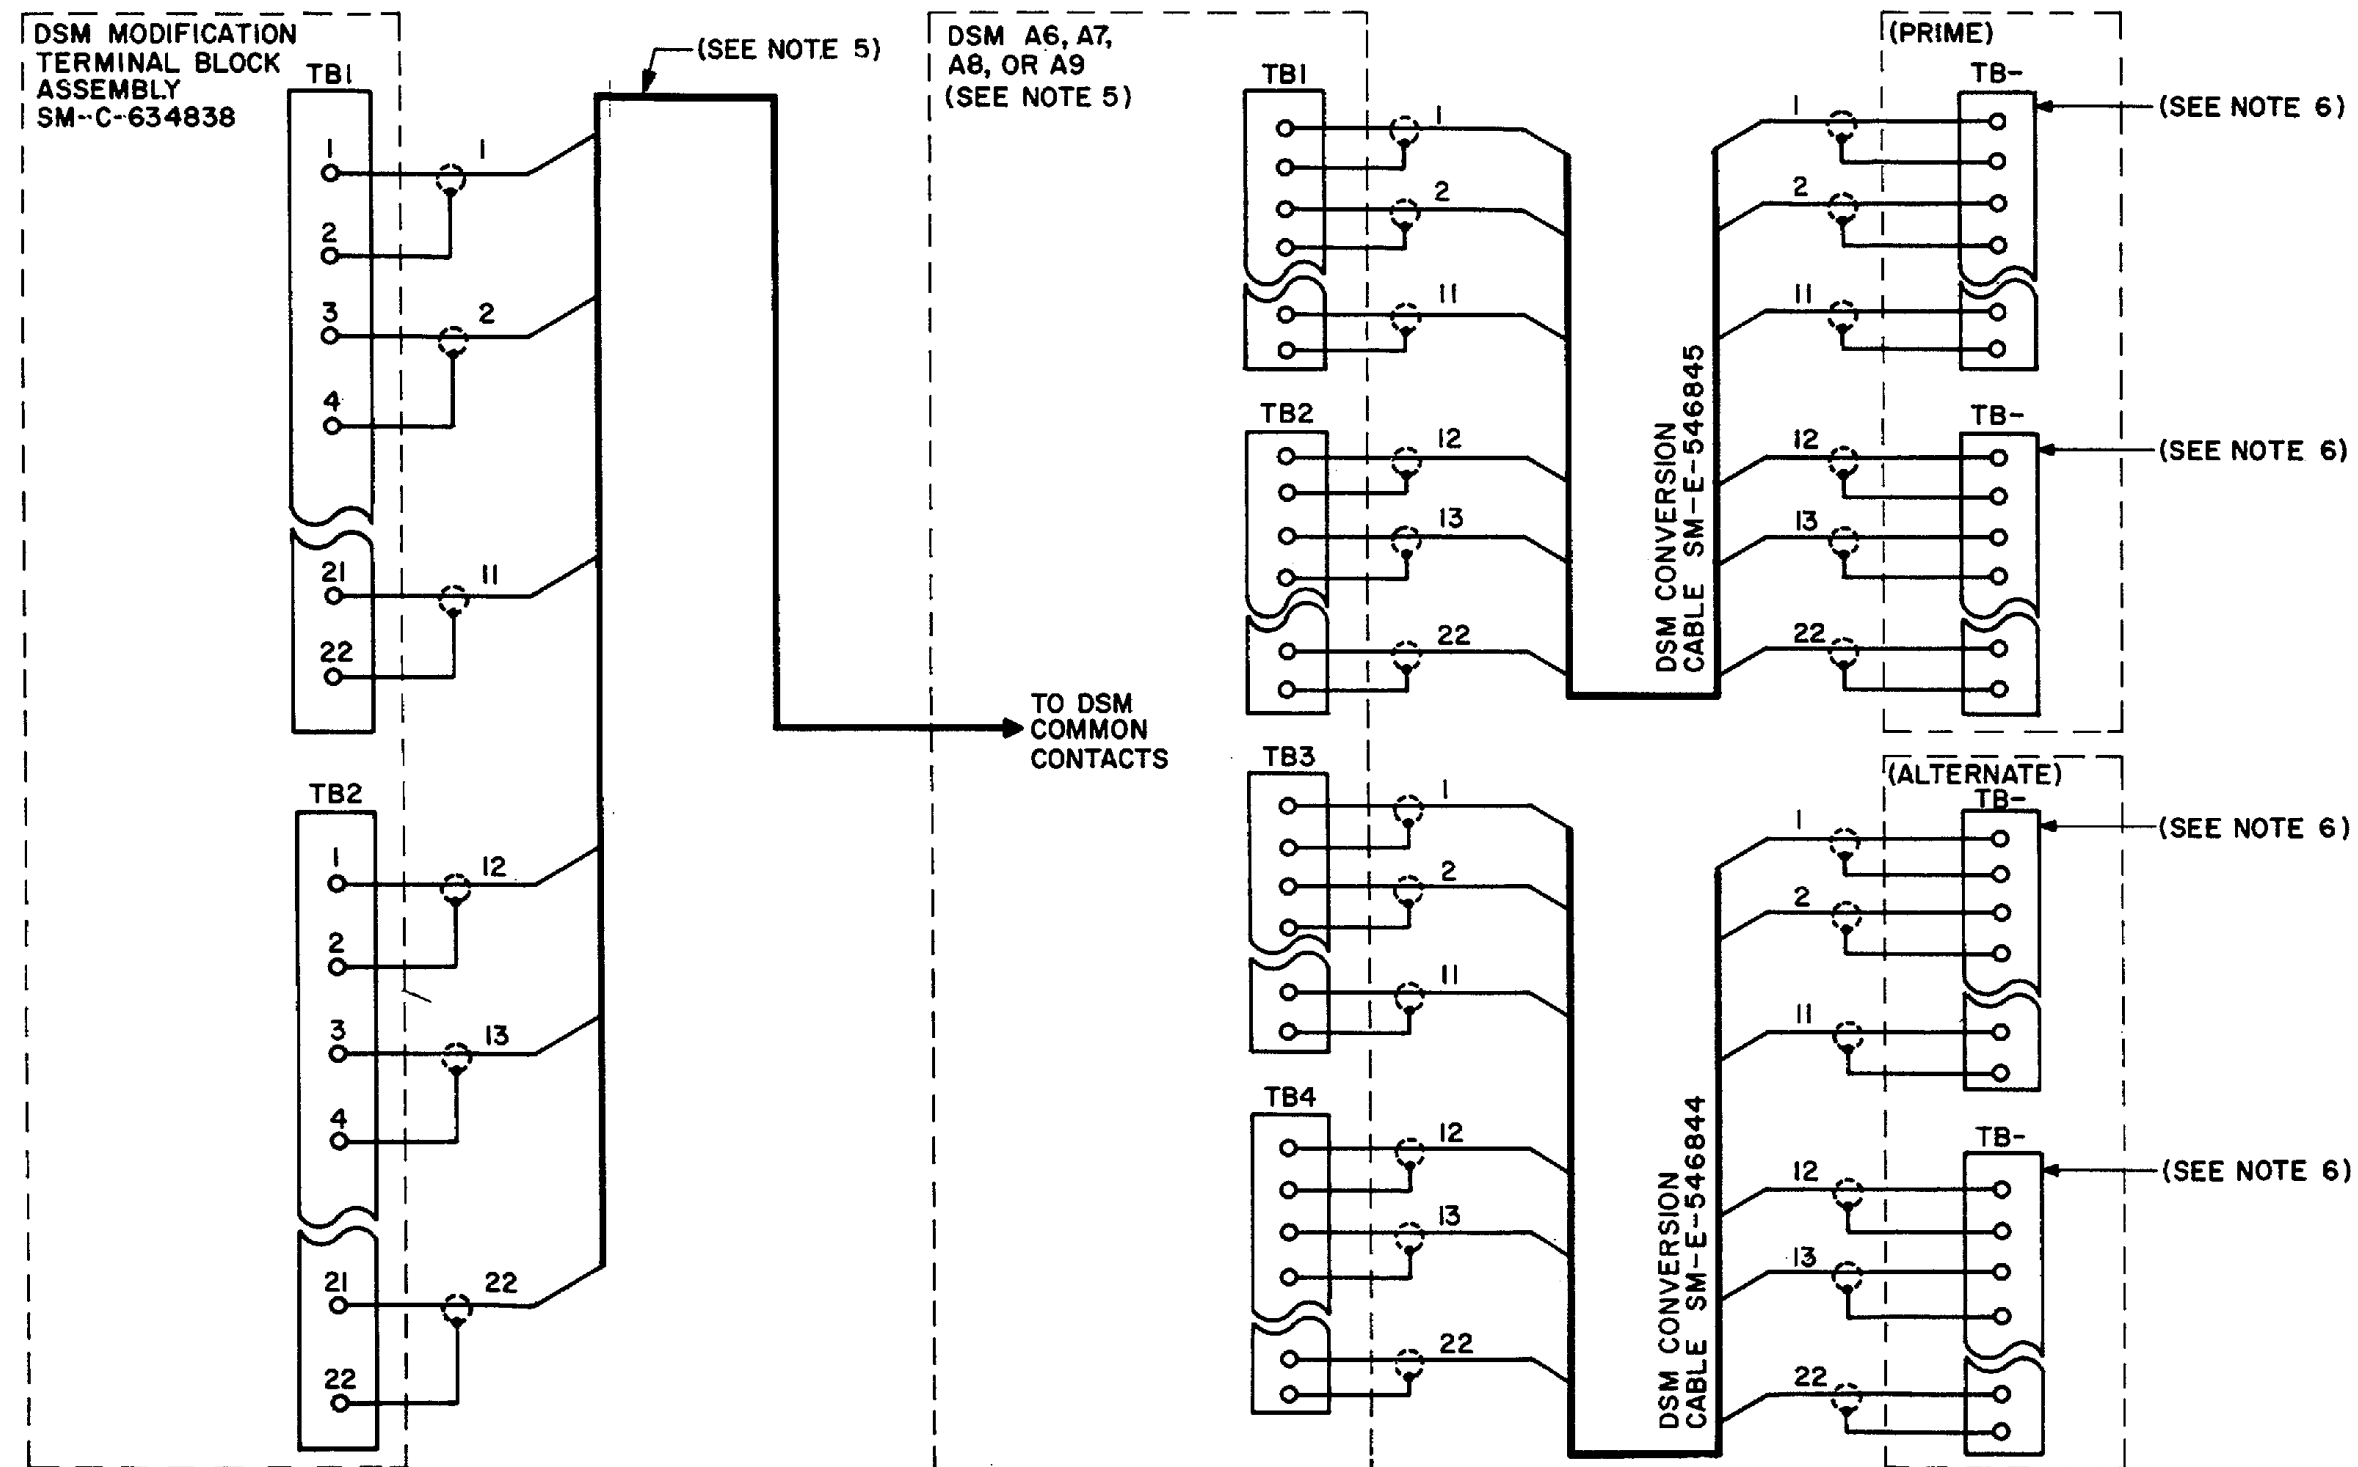 DSM MODIFICATION
TERMINAL BLOCK
ASSEMBLY
SM-C-634838
TB1
1
2
3
4
21
22
1
2
11
TB2
1
2
3
4
21
22
12
13
22
(SEE NOTE 5)
TO DSM
COMMON
CONTACTS
DSM A6, A7,
A8, OR A9
(SEE NOTE 5)
TB1
1
2
11
TB2
12
13
22
TB3
1
2
11
TB4
12
13
22
DSM CONVERSION
CABLE SM-E-546845
DSM CONVERSION
CABLE SM-E-546844
(PRIME)
TB-
(SEE NOTE 6)
1
2
11
TB-
(SEE NOTE 6)
12
13
22
(ALTERNATE)
TB-
(SEE NOTE 6)
1
2
11
TB-
(SEE NOTE 6)
12
13
22